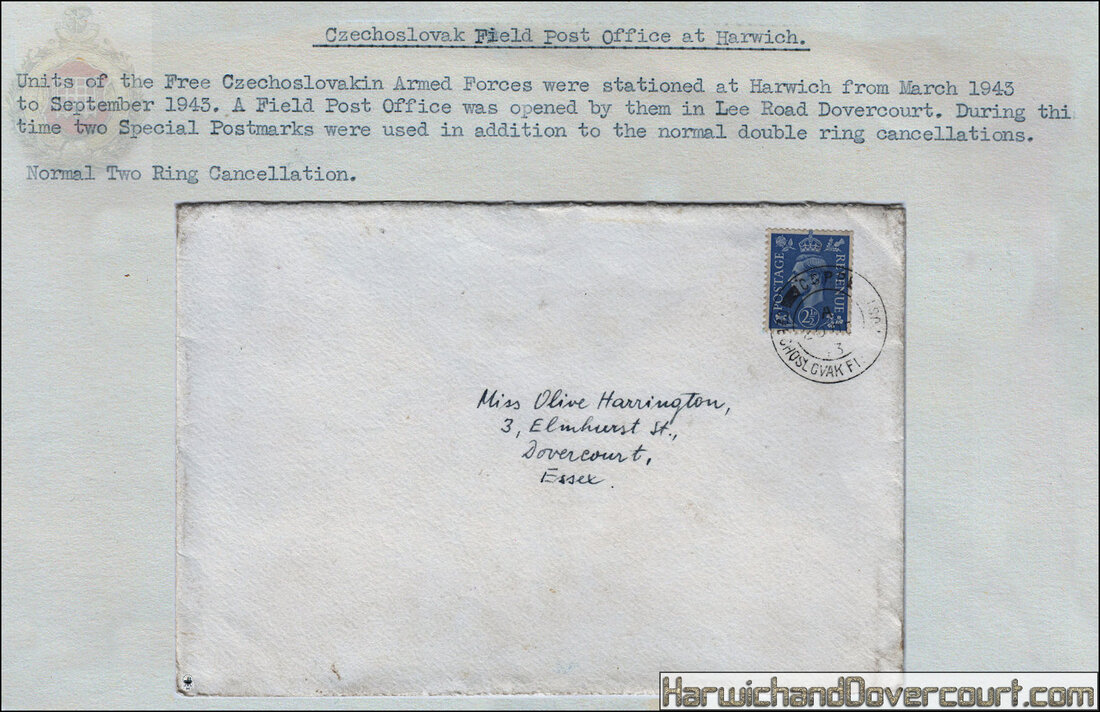 Czechoslovak Field Post Office at Harwich.
Units of the Free Czechoslovakin Armed Forces were stationed at Harwich from March 1943
to September 1943. A Field Post Office was opened by them in Lee Road Dovercourt. During thi
time two Special Postmarks were used in addition to the normal double ring cancellations.
Normal Two Ring Cancellation.
POSTAGE
REVENUE
2½D
CHOSLOVAK FI
Miss Olive Harrington,
3, Elmhurst St.,
Dovercourt,
Essex.
HarwichandDovercourt.com